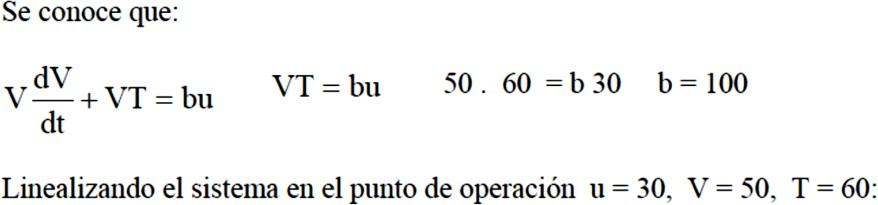 Se conoce que:
V dV/dt + VT = bu VT = bu 50 . 60 = b 30 b = 100
Linealizando el sistema en el punto de operación u = 30, V = 50, T = 60: